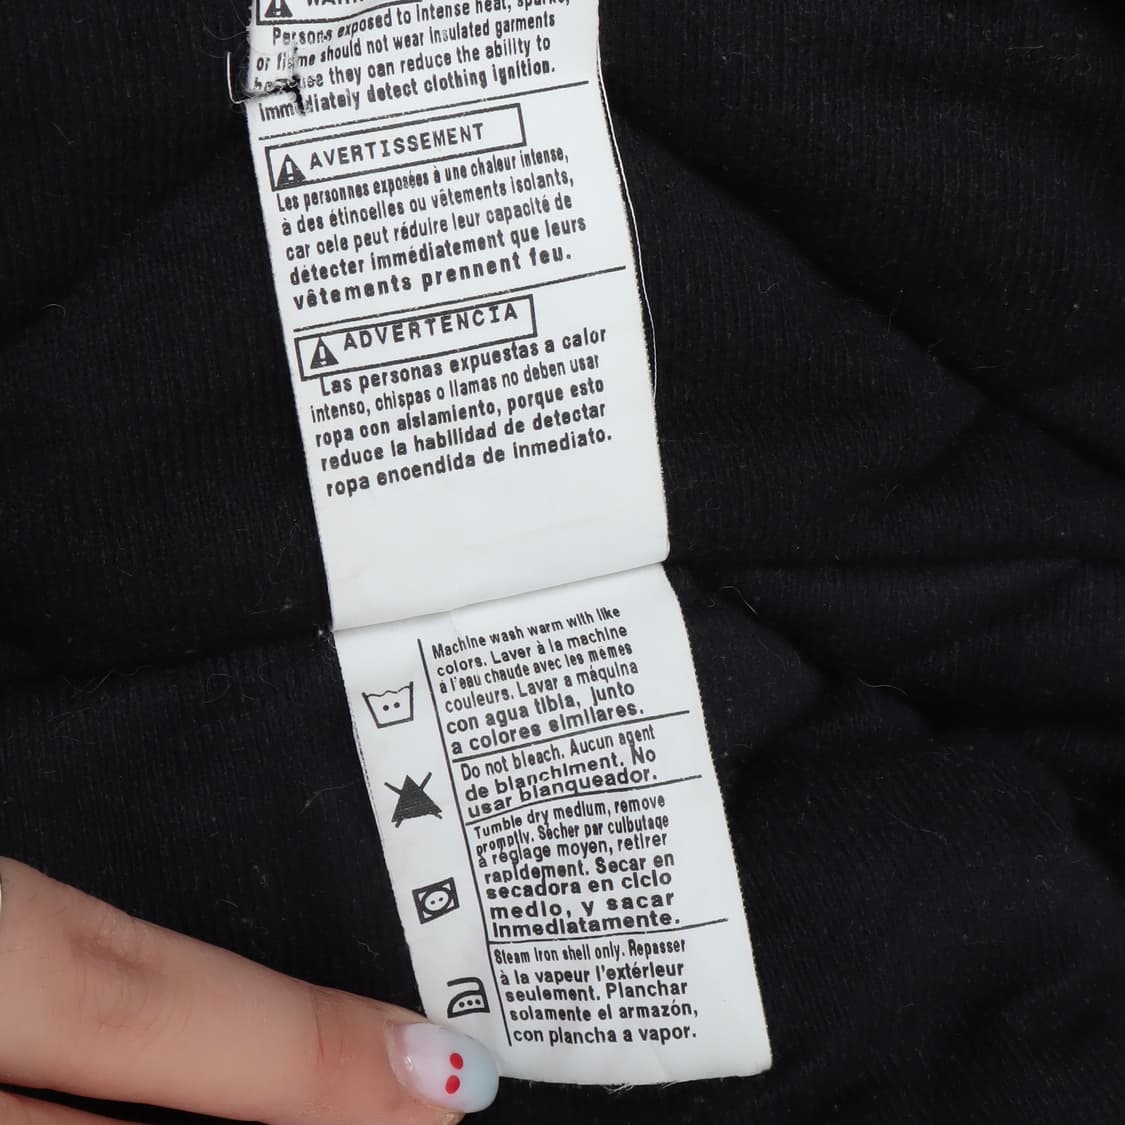 Persons exposed to intense heat, sparks,
or flame should not wear insulated garments
because they can reduce the ability to
immediately detect clothing ignition.
AVERTISSEMENT
Les personnes exposées à une chaleur intense,
à des étincelles ou vêtements isolants,
car cele peut réduire leur capacité de
détecter immédiatement que leurs
vêtements prennent feu.
ADVERTENCIA
Las personas expuestas a calor
intenso, chispas o llamas no deben usar
ropa con aislamiento, porque esto
reduce la habilidad de detectar
ropa encendida de inmediato.
Machine wash warm with like
colors. Laver à la machine
à l'eau chaude avec les mêmes
couleurs. Lavar a máquina
con agua tibia, junto
a colores similares.
Do not bleach. Aucun agent
de blanchiment. No
usar blanqueador.
Tumble dry medium, remove
promptly. Sécher par culbutage
à réglage moyen, retirer
rapidement. Secar en
secadora en ciclo
medio, y sacar
inmediatamente.
Steam iron shell only. Repasser
à la vapeur l'extérieur
seulement. Planchar
solamente el armazón,
con plancha a vapor.